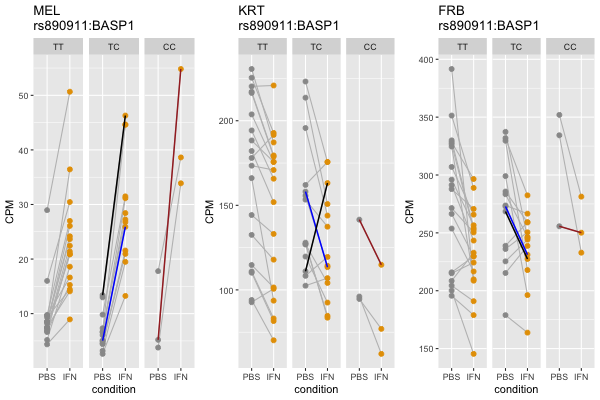 MEL
rs890911:BASP1
TT TC CC
50
40
30
20
10
CPM
PBS IFN PBS IFN PBS IFN
condition
KRT
rs890911:BASP1
TT TC CC
200
150
100
CPM
PBS IFN PBS IFN PBS IFN
condition
FRB
rs890911:BASP1
TT TC CC
400
350
300
250
200
150
CPM
PBS IFN PBS IFN PBS IFN
condition